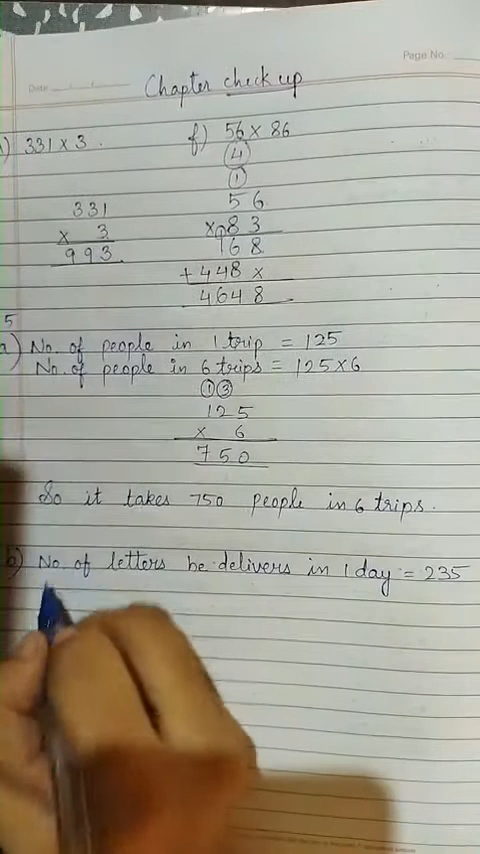 Page No.
Date
Chapter check up
) 331 x 3.
f) 56 x 86
4
1
331
x 3
993
56
x 83
168
+ 448 x
4648
5
a) No. of people in 1 trip = 125
No. of people in 6 trips = 125x6
1 3
125
x 6
750
So it takes 750 people in 6 trips.
b) No. of letters he delivers in 1 day = 235